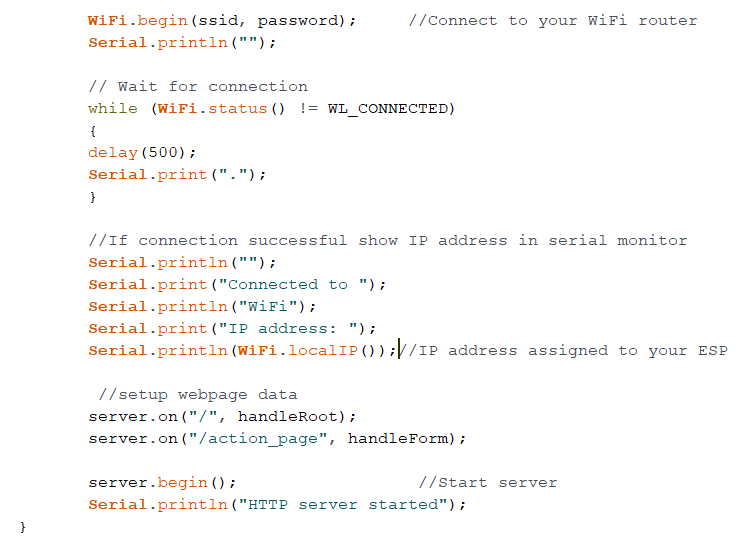 WiFi.begin(ssid, password);     //Connect to your WiFi router
Serial.println("");
// Wait for connection
while (WiFi.status() != WL_CONNECTED)
{
delay(500);
Serial.print(".");
}
//If connection successful show IP address in serial monitor
Serial.println("");
Serial.print("Connected to ");
Serial.println("WiFi");
Serial.print("IP address: ");
Serial.println(WiFi.localIP());//IP address assigned to your ESP
//setup webpage data
server.on("/", handleRoot);
server.on("/action_page", handleForm);
server.begin();                  //Start server
Serial.println("HTTP server started");
}